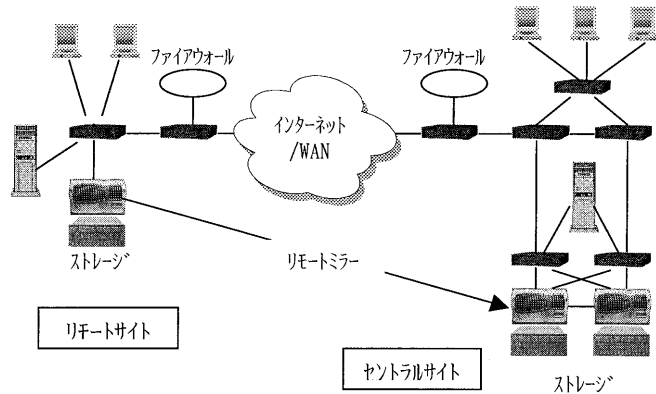 ファイアウォール
ファイアウォール
インターネット
/WAN
ストレージ
リモートミラー
リモートサイト
セントラルサイト
ストレージ